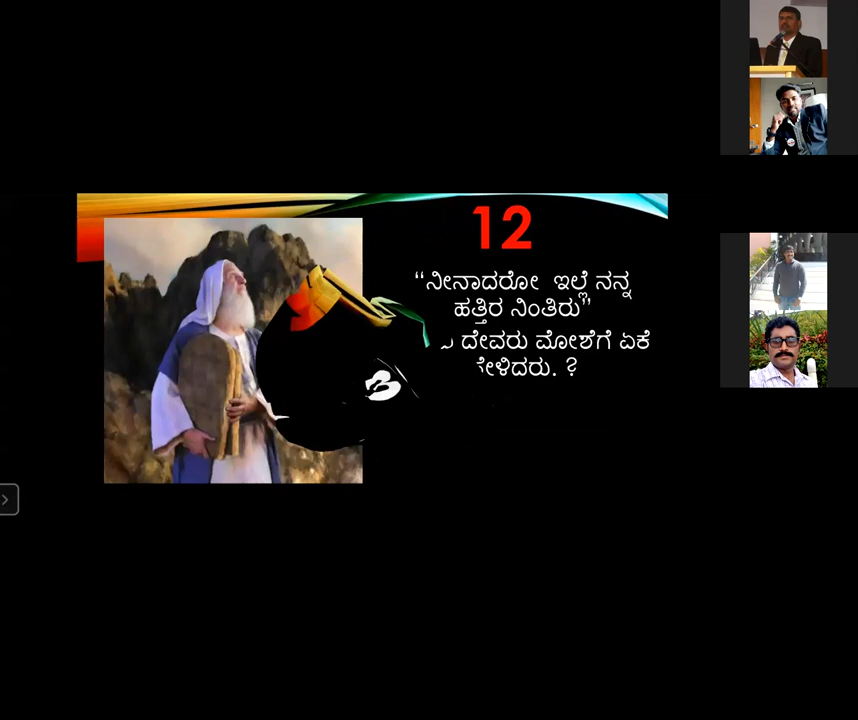 12
“ನೀನಾದರೋ ಇಲ್ಲೆ ನನ್ನ
ಹತ್ತಿರ ನಿಂತಿರು”
ದೇವರು ಮೋಶೆಗೆ ಏಕೆ
ಕೇಳಿದರು. ?